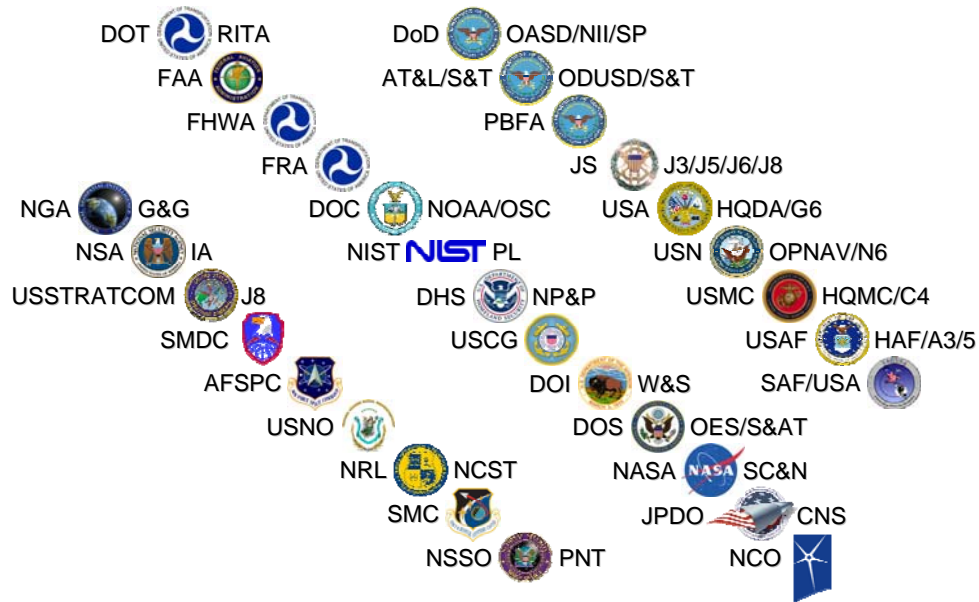 DOT RITA
DoD OASD/NII/SP
FAA
AT&L/S&T ODUSD/S&T
FHWA
PBFA
FRA
JS J3/J5/J6/J8
NGA G&G
DOC NOAA/OSC
USA HQDA/G6
NSA IA
NIST NIST PL
USN OPNAV/N6
USSTRATCOM J8
DHS NP&P
USMC HQMC/C4
SMDC
USCG
USAF HAF/A3/5
AFSPC
DOI W&S
SAF/USA
USNO
DOS OES/S&AT
NRL NCST
NASA NASA SC&N
SMC
JPDO CNS
NSSO PNT
NCO